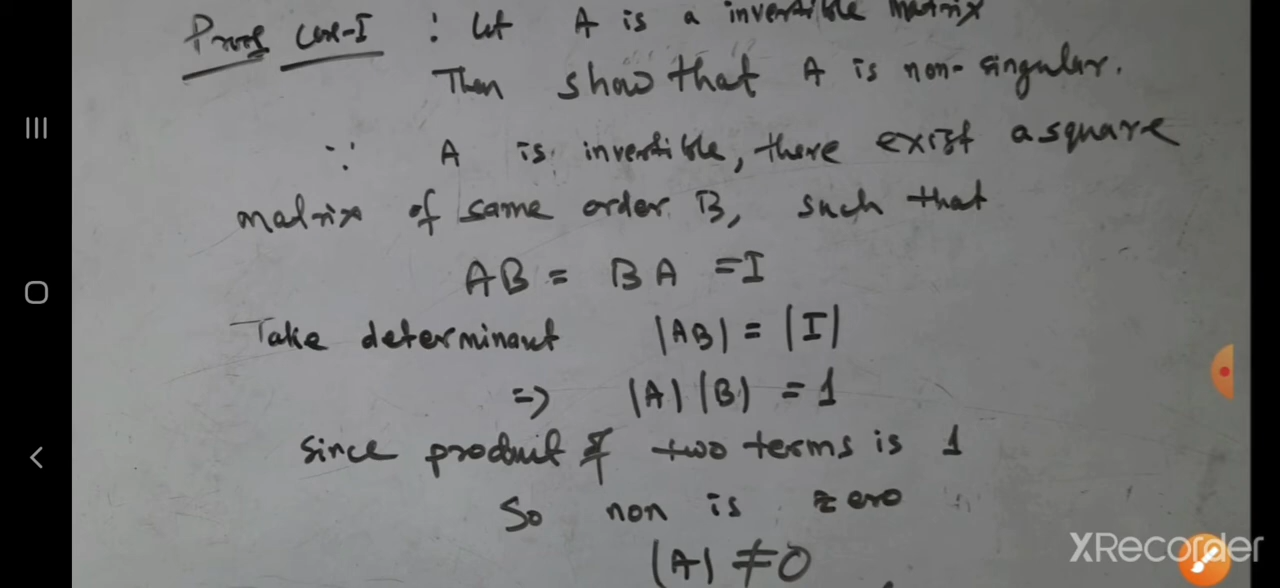 Proof Case-I : Let A is a invertible matrix
Then show that A is non-singular.
∵ A is invertible, there exist a square
matrix of same order B, such that
AB = BA = I
Take determinant |AB| = |I|
=> |A| |B| = 1
Since product of two terms is 1
So non is zero
|A| ≠ 0
XRecorder